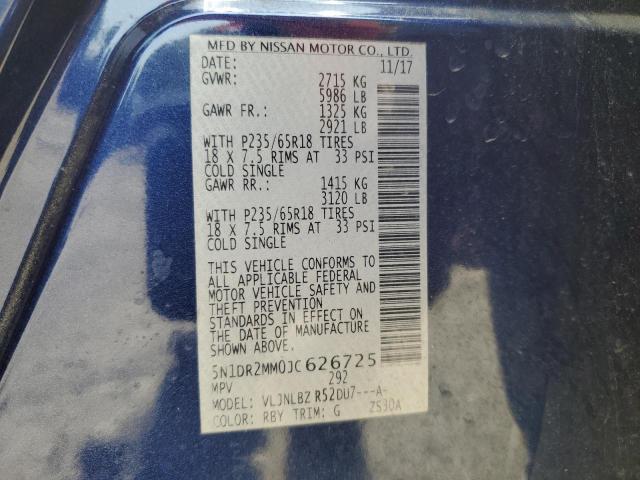 MFD BY NISSAN MOTOR CO., LTD.
DATE: 11/17
GVWR: 2715 KG
5986 LB
GAWR FR.: 1325 KG
2921 LB
WITH P235/65R18 TIRES
18 X 7.5 RIMS AT 33 PSI
COLD SINGLE
GAWR RR.: 1415 KG
3120 LB
WITH P235/65R18 TIRES
18 X 7.5 RIMS AT 33 PSI
COLD SINGLE
THIS VEHICLE CONFORMS TO
ALL APPLICABLE FEDERAL
MOTOR VEHICLE SAFETY AND
THEFT PREVENTION
STANDARDS IN EFFECT ON
THE DATE OF MANUFACTURE
SHOWN ABOVE.
5N1DR2MM0JC626725
MPV 292
MODEL: VLJNLBZ R52DU7---A-
COLOR: RBY TRIM: G ZS30A